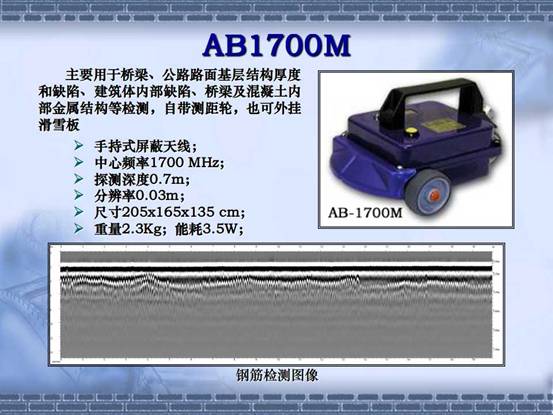 AB1700M
主要用于桥梁、公路路面基层结构厚度
和缺陷、建筑体内部缺陷、桥梁及混凝土内
部金属结构等检测，自带测距轮，也可外挂
滑雪板
手持式屏蔽天线；
中心频率1700 MHz；
探测深度0.7m；
分辨率0.03m；
尺寸205x165x135 cm；
重量2.3Kg；能耗3.5W；
AB-1700M
钢筋检测图像